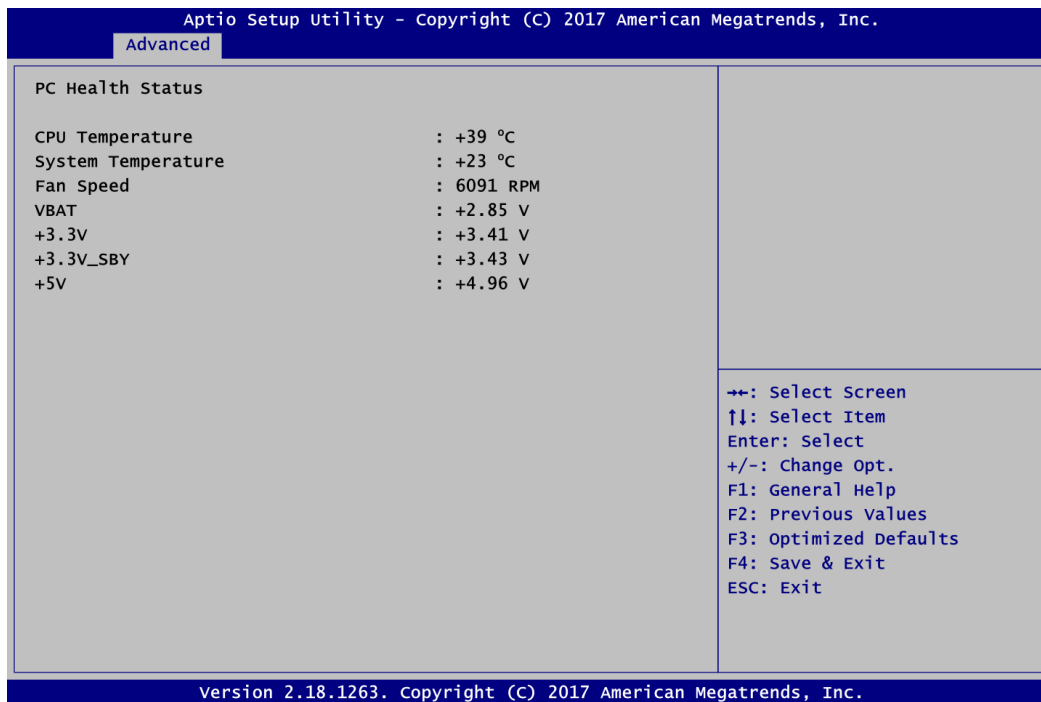 Aptio Setup Utility - Copyright (C) 2017 American Megatrends, Inc.
Advanced
PC Health Status
CPU Temperature : +39 °C
System Temperature : +23 °C
Fan Speed : 6091 RPM
VBAT : +2.85 V
+3.3V : +3.41 V
+3.3V_SBY : +3.43 V
+5V : +4.96 V
→←: Select Screen
↑↓: Select Item
Enter: Select
+/-: Change Opt.
F1: General Help
F2: Previous Values
F3: Optimized Defaults
F4: Save & Exit
ESC: Exit
Version 2.18.1263. Copyright (C) 2017 American Megatrends, Inc.